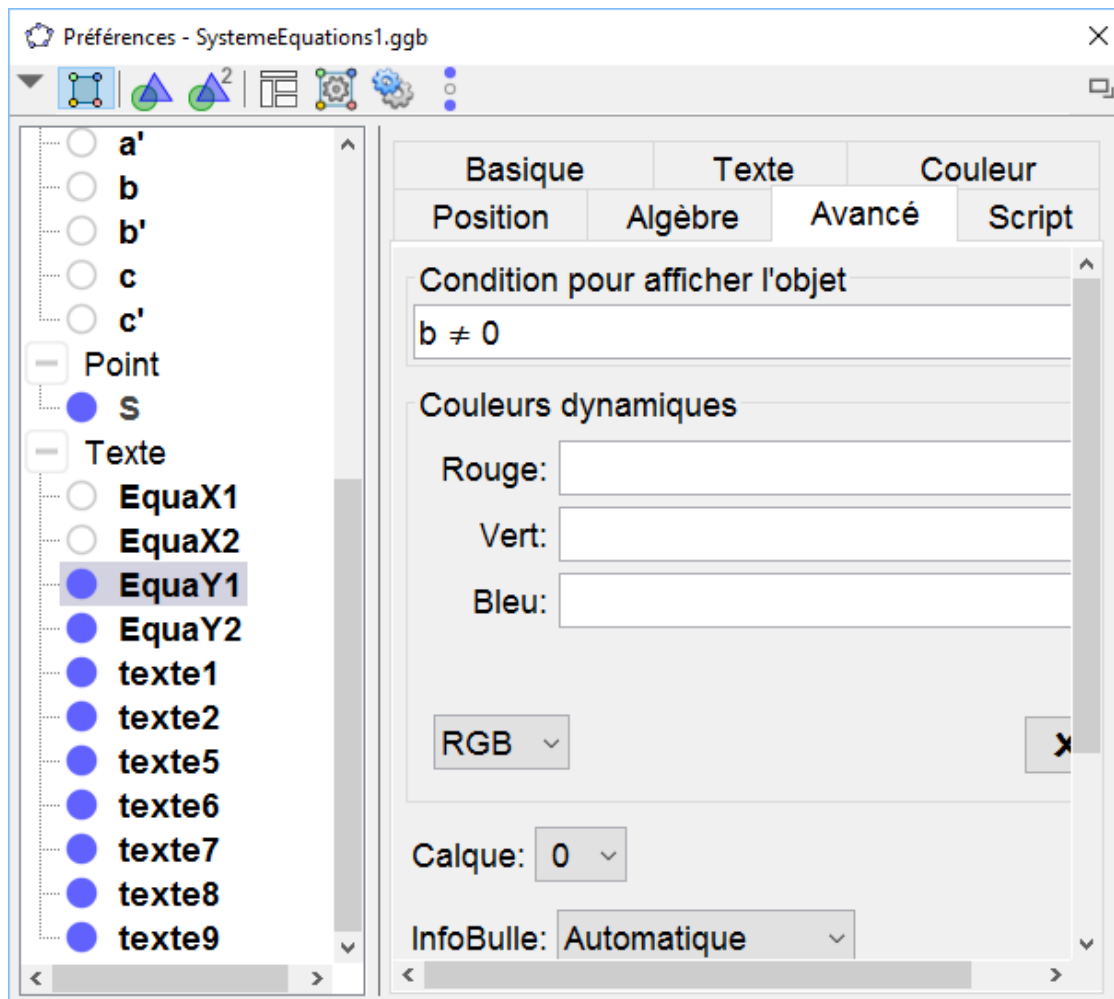 Préférences - SystemeEquations1.ggb
2
a'
b
b'
c
c'
Point
S
Texte
EquaX1
EquaX2
EquaY1
EquaY2
texte1
texte2
texte5
texte6
texte7
texte8
texte9
Basique Texte Couleur
Position Algèbre Avancé Script
Condition pour afficher l'objet
b ≠ 0
Couleurs dynamiques
Rouge:
Vert:
Bleu:
RGB
Calque: 0
InfoBulle: Automatique